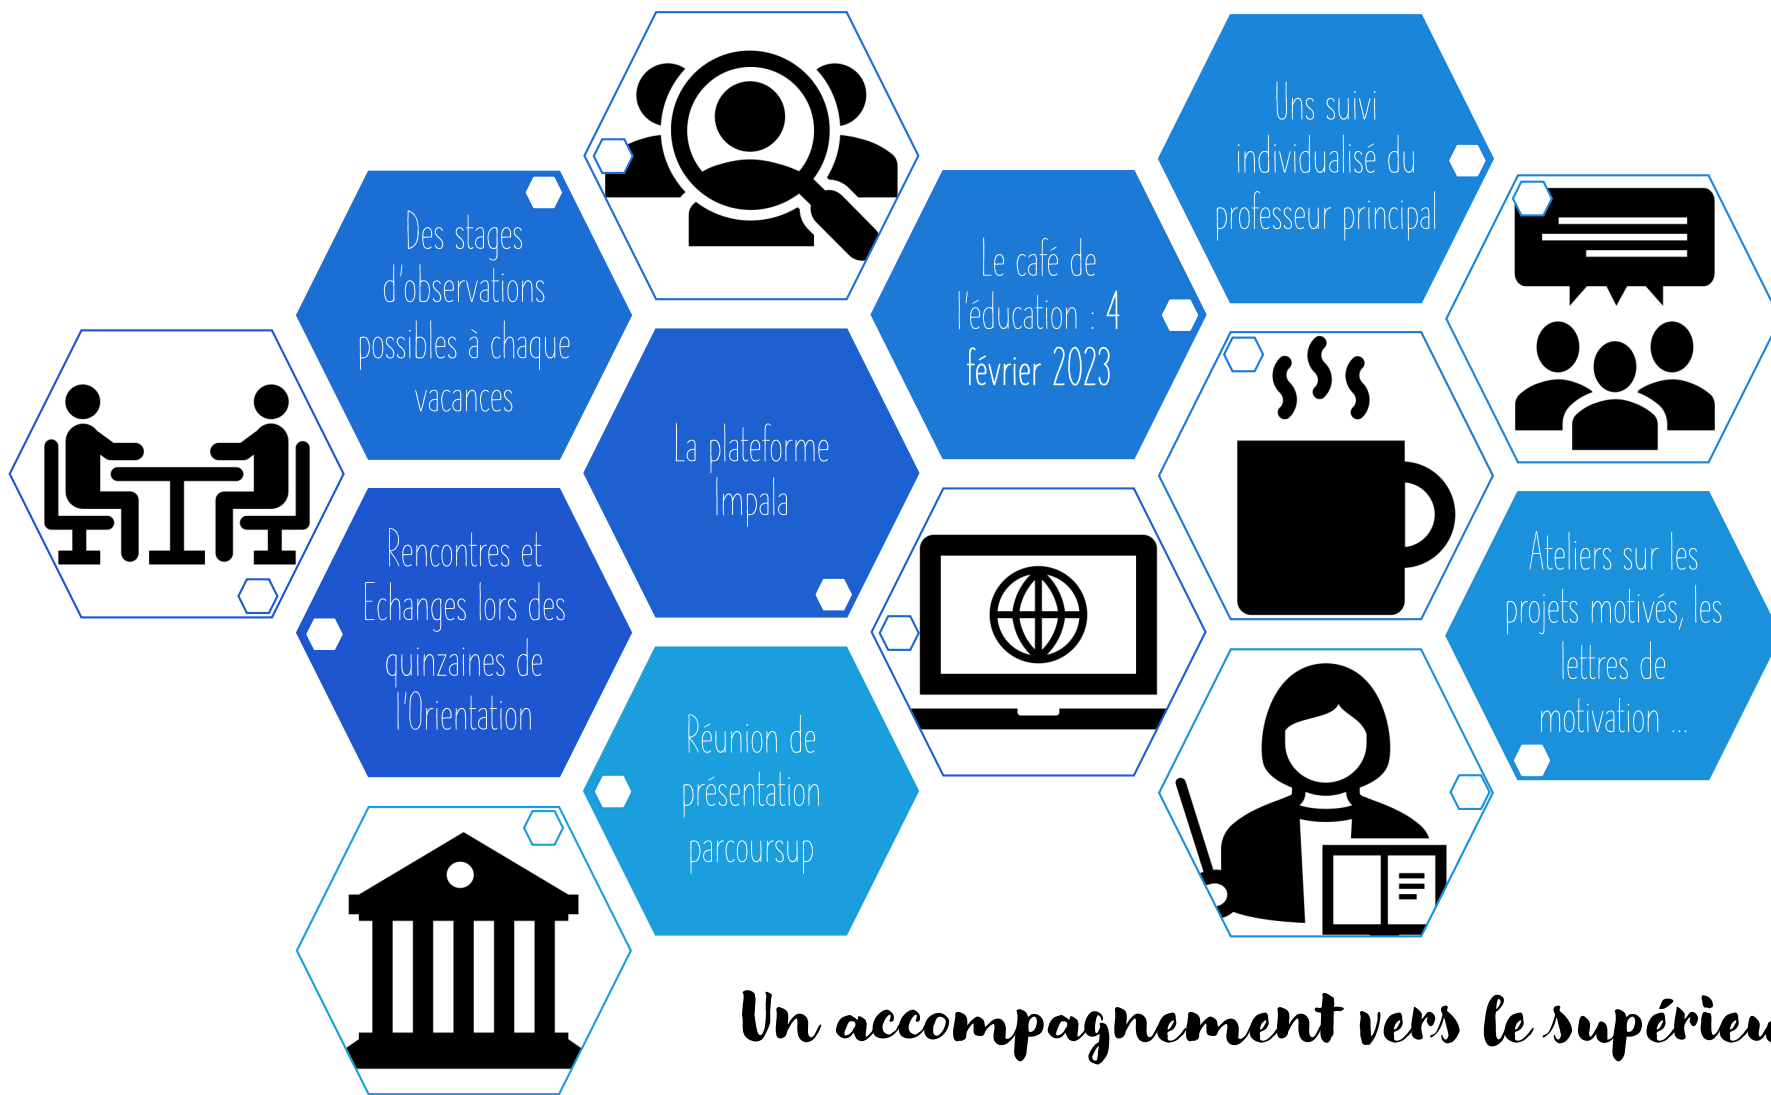 Uns suivi
individualisé du
professeur principal
Des stages
d'observations
possibles à chaque
vacances
Le café de
l'éducation : 4
février 2023
La plateforme
Impala
Rencontres et
Echanges lors des
quinzaines de
l'Orientation
Ateliers sur les
projets motivés, les
lettres de
motivation ...
Réunion de
présentation
parcoursup
Un accompagnement vers le supérieu